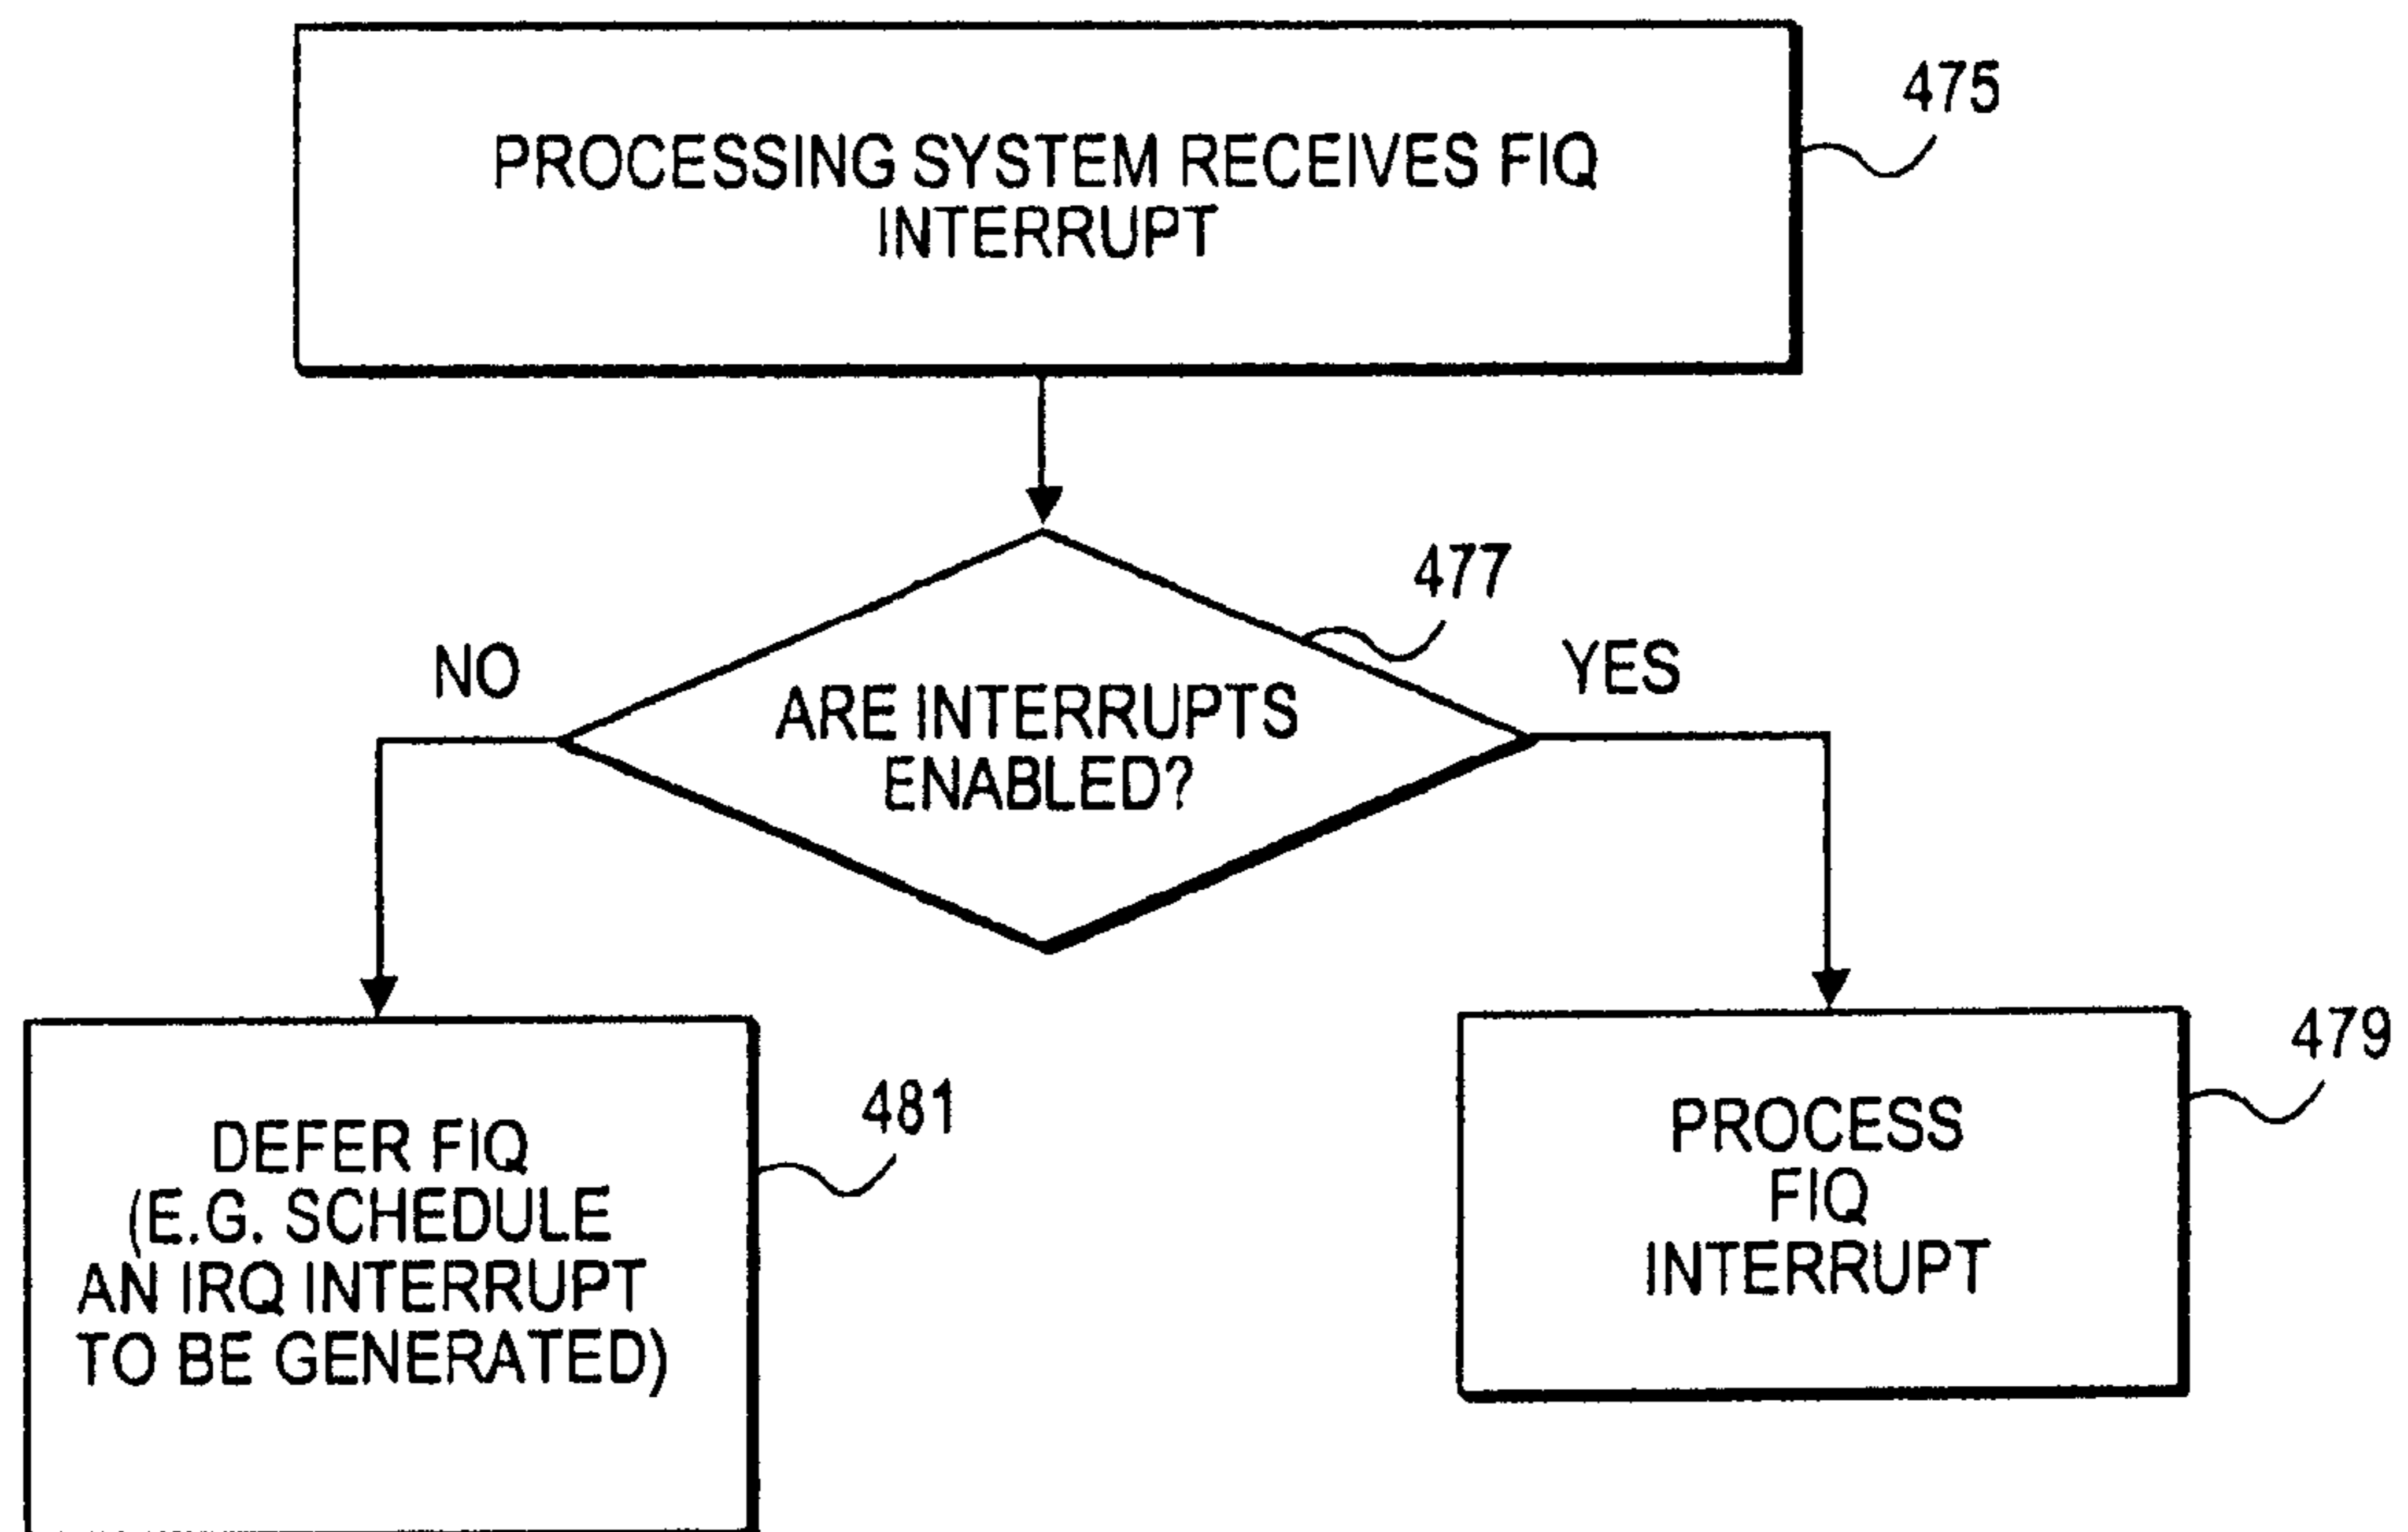 475
PROCESSING SYSTEM RECEIVES FIQ
INTERRUPT
477
NO
YES
ARE INTERRUPTS
ENABLED?
481
DEFER FIQ
(E.G. SCHEDULE
AN IRQ INTERRUPT
TO BE GENERATED)
479
PROCESS
FIQ
INTERRUPT